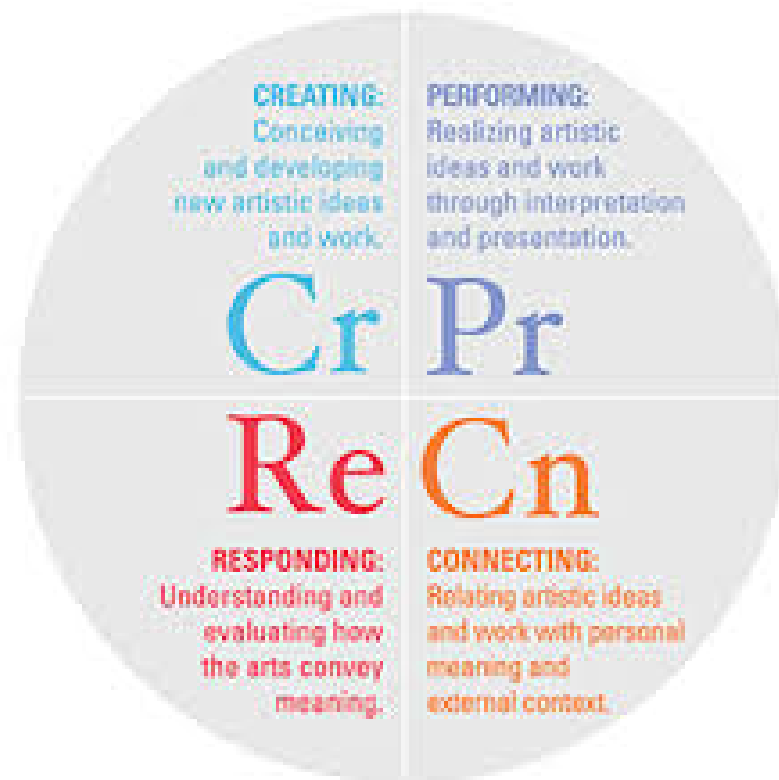 CREATING:
Conceiving
and developing
new artistic ideas
and work.
Cr
PERFORMING:
Realizing artistic
ideas and work
through interpretation
and presentation.
Pr
Re
RESPONDING:
Understanding and
evaluating how
the arts convey
meaning.
Cn
CONNECTING:
Relating artistic ideas
and work with personal
meaning and
external context.